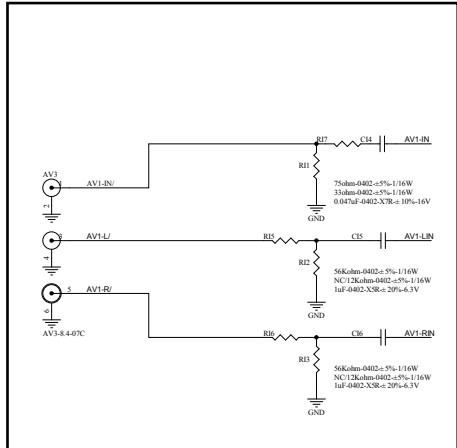 RI7 CI4 AV1-IN
RI1
AV3
1 AV1-IN/
2
75ohm-0402-±5%-1/16W
33ohm-0402-±5%-1/16W
0.047uF-0402-X7R-±10%-16V
GND
3 AV1-L/ RI5 CI5 AV1-LIN
4
RI2
56Kohm-0402-±5%-1/16W
NC/12Kohm-0402-±5%-1/16W
1uF-0402-X5R-±20%-6.3V
GND
5 AV1-R/
6
AV3-8.4-07C
RI6 CI6 AV1-RIN
RI3
56Kohm-0402-±5%-1/16W
NC/12Kohm-0402-±5%-1/16W
1uF-0402-X5R-±20%-6.3V
GND